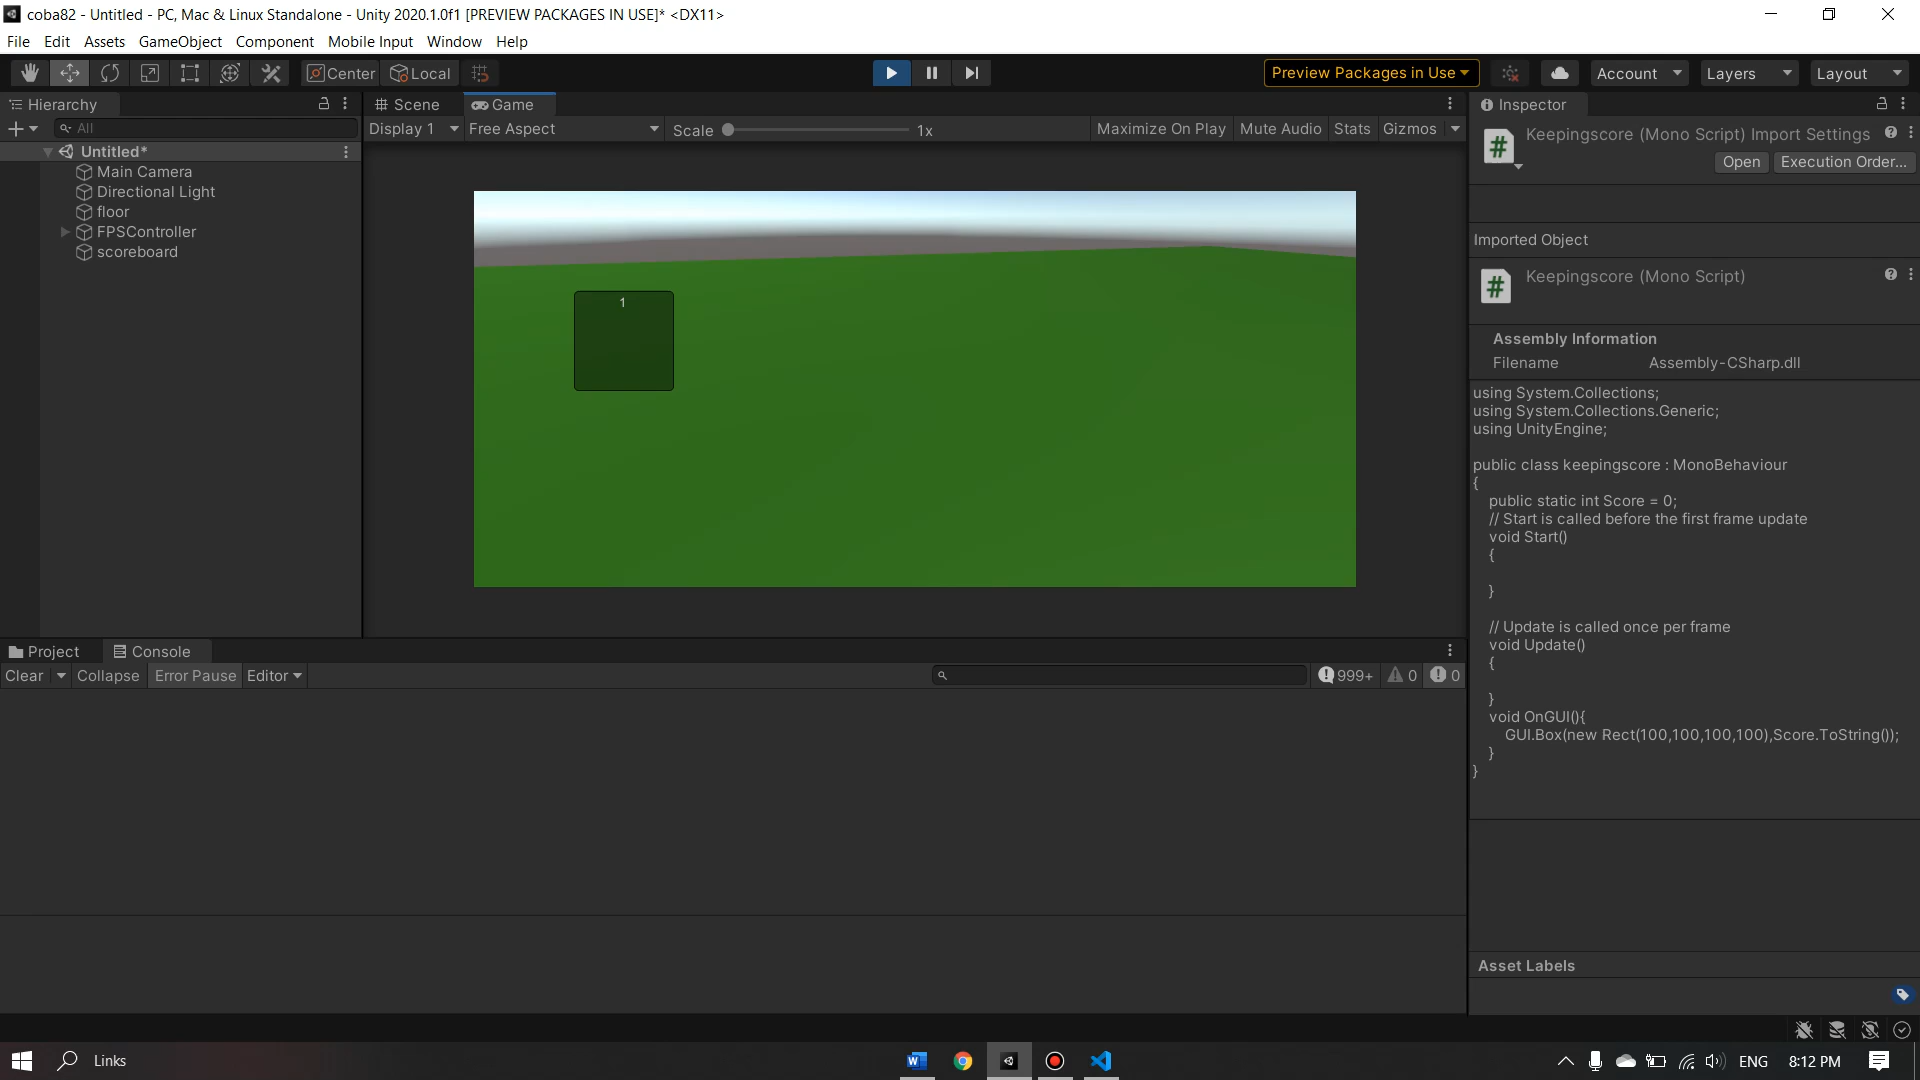 coba82 - Untitled - PC, Mac & Linux Standalone - Unity 2020.1.0f1 [PREVIEW PACKAGES IN USE]* <DX11>
File Edit Assets GameObject Component Mobile Input Window Help
Center Local Preview Packages in Use Account Layers Layout
Hierarchy
All
Untitled*
Main Camera
Directional Light
floor
FPSController
scoreboard
Scene Game
Display 1 Free Aspect Scale 1x Maximize On Play Mute Audio Stats Gizmos
1
Inspector
Keepingscore (Mono Script) Import Settings
Open Execution Order...
Imported Object
Keepingscore (Mono Script)
Assembly Information
Filename Assembly-CSharp.dll
using System.Collections;
using System.Collections.Generic;
using UnityEngine;
public class keepingscore : MonoBehaviour
{
public static int Score = 0;
// Start is called before the first frame update
void Start()
{
}
// Update is called once per frame
void Update()
{
}
void OnGUI(){
GUI.Box(new Rect(100,100,100,100),Score.ToString());
}
}
Asset Labels
Project Console
Clear Collapse Error Pause Editor 999+ 0 0
Links ENG 8:12 PM